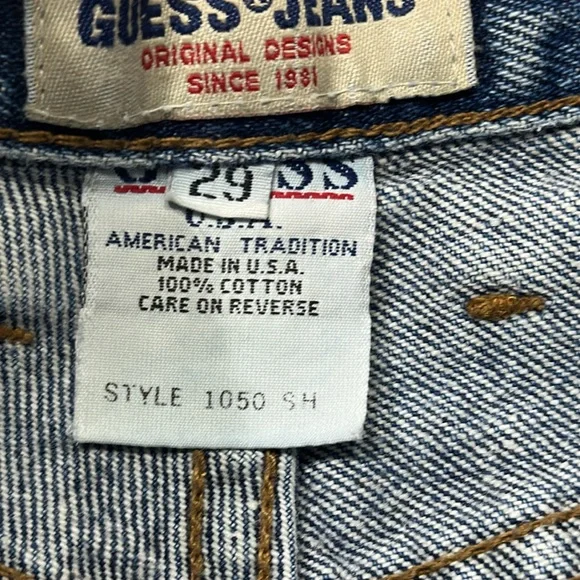 GUESS® JEANS
ORIGINAL DESIGNS
SINCE 1981
29
SS
U.S.A.
AMERICAN TRADITION
MADE IN U.S.A.
100% COTTON
CARE ON REVERSE
STYLE 1050 SH